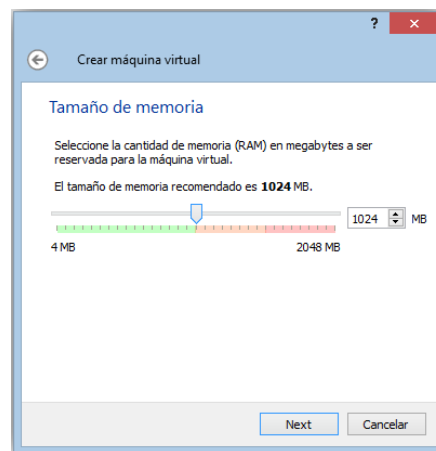 ?
Crear máquina virtual
Tamaño de memoria
Seleccione la cantidad de memoria (RAM) en megabytes a ser
reservada para la máquina virtual.
El tamaño de memoria recomendado es 1024 MB.
1024 MB
4 MB 2048 MB
Next Cancelar